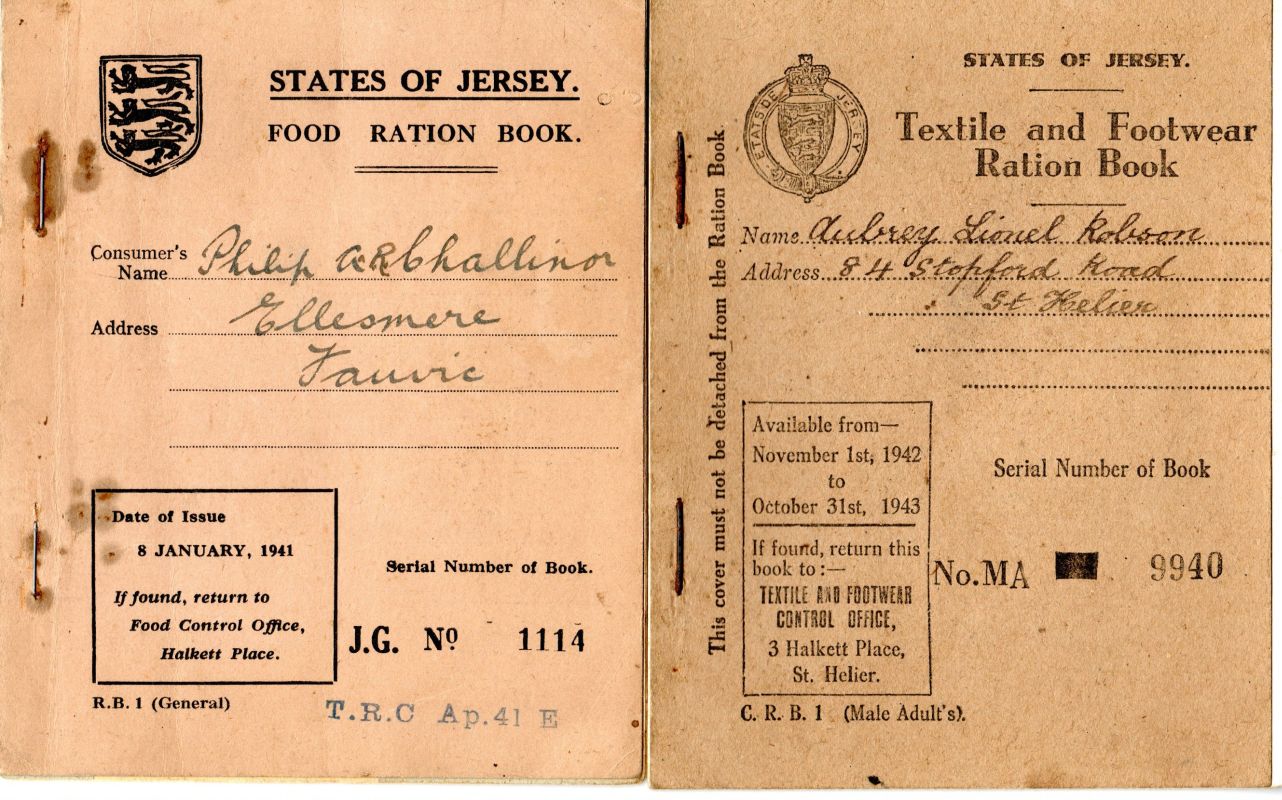 STATES OF JERSEY.
FOOD RATION BOOK.
Consumer's
Name Philip Challinor
Address Ellesmere
Fauvic
Date of Issue
8 JANUARY, 1941
If found, return to
Food Control Office,
Halkett Place.
Serial Number of Book.
J.G. Nº 1114
R.B. 1 (General)
T.R.C Ap.41 E
This cover must not be detached from the Ration Book.
ETATS DE JERSEY
STATES OF JERSEY.
Textile and Footwear
Ration Book
Name Aubrey Lionel Robson
Address 84 Stopford Road
St Helier
Available from—
November 1st, 1942
to
October 31st, 1943
If found, return this
book to :—
TEXTILE AND FOOTWEAR
CONTROL OFFICE,
3 Halkett Place,
St. Helier.
Serial Number of Book
No. MA 9940
C. R. B. 1 (Male Adult's).